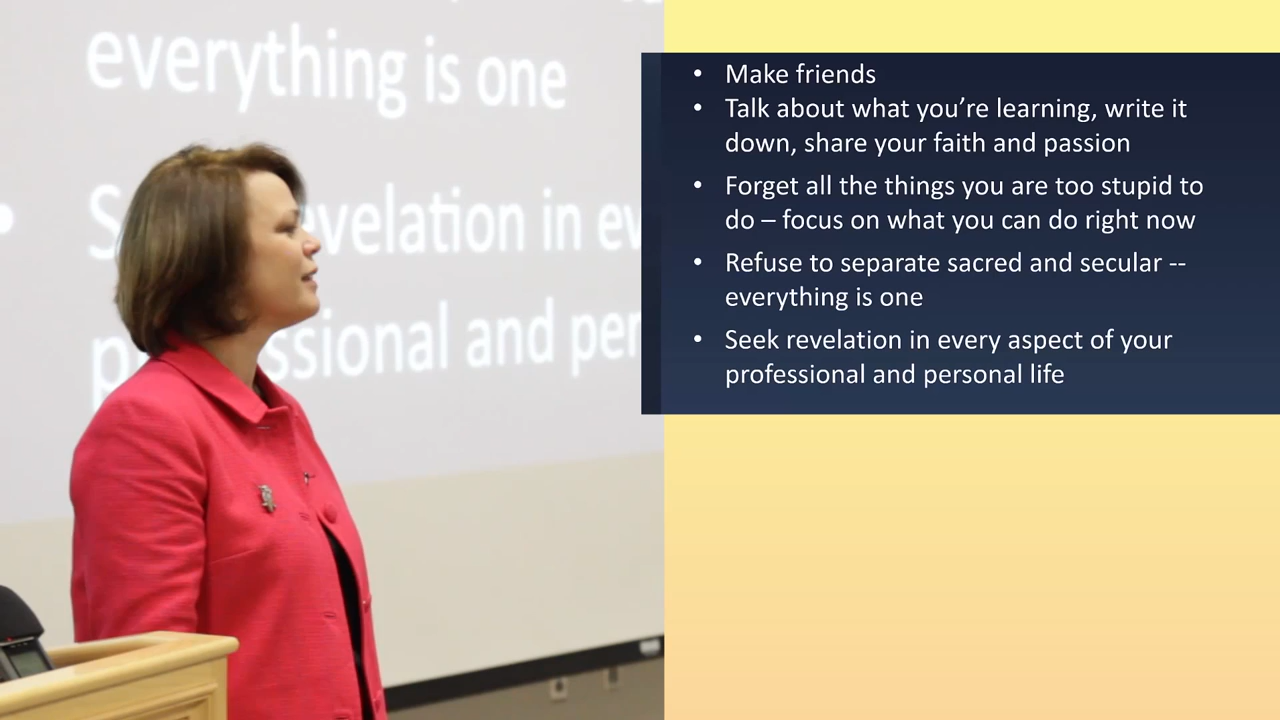 everything is one
evelation in ev
ssional and per
• Make friends
• Talk about what you’re learning, write it
down, share your faith and passion
• Forget all the things you are too stupid to
do – focus on what you can do right now
• Refuse to separate sacred and secular --
everything is one
• Seek revelation in every aspect of your
professional and personal life